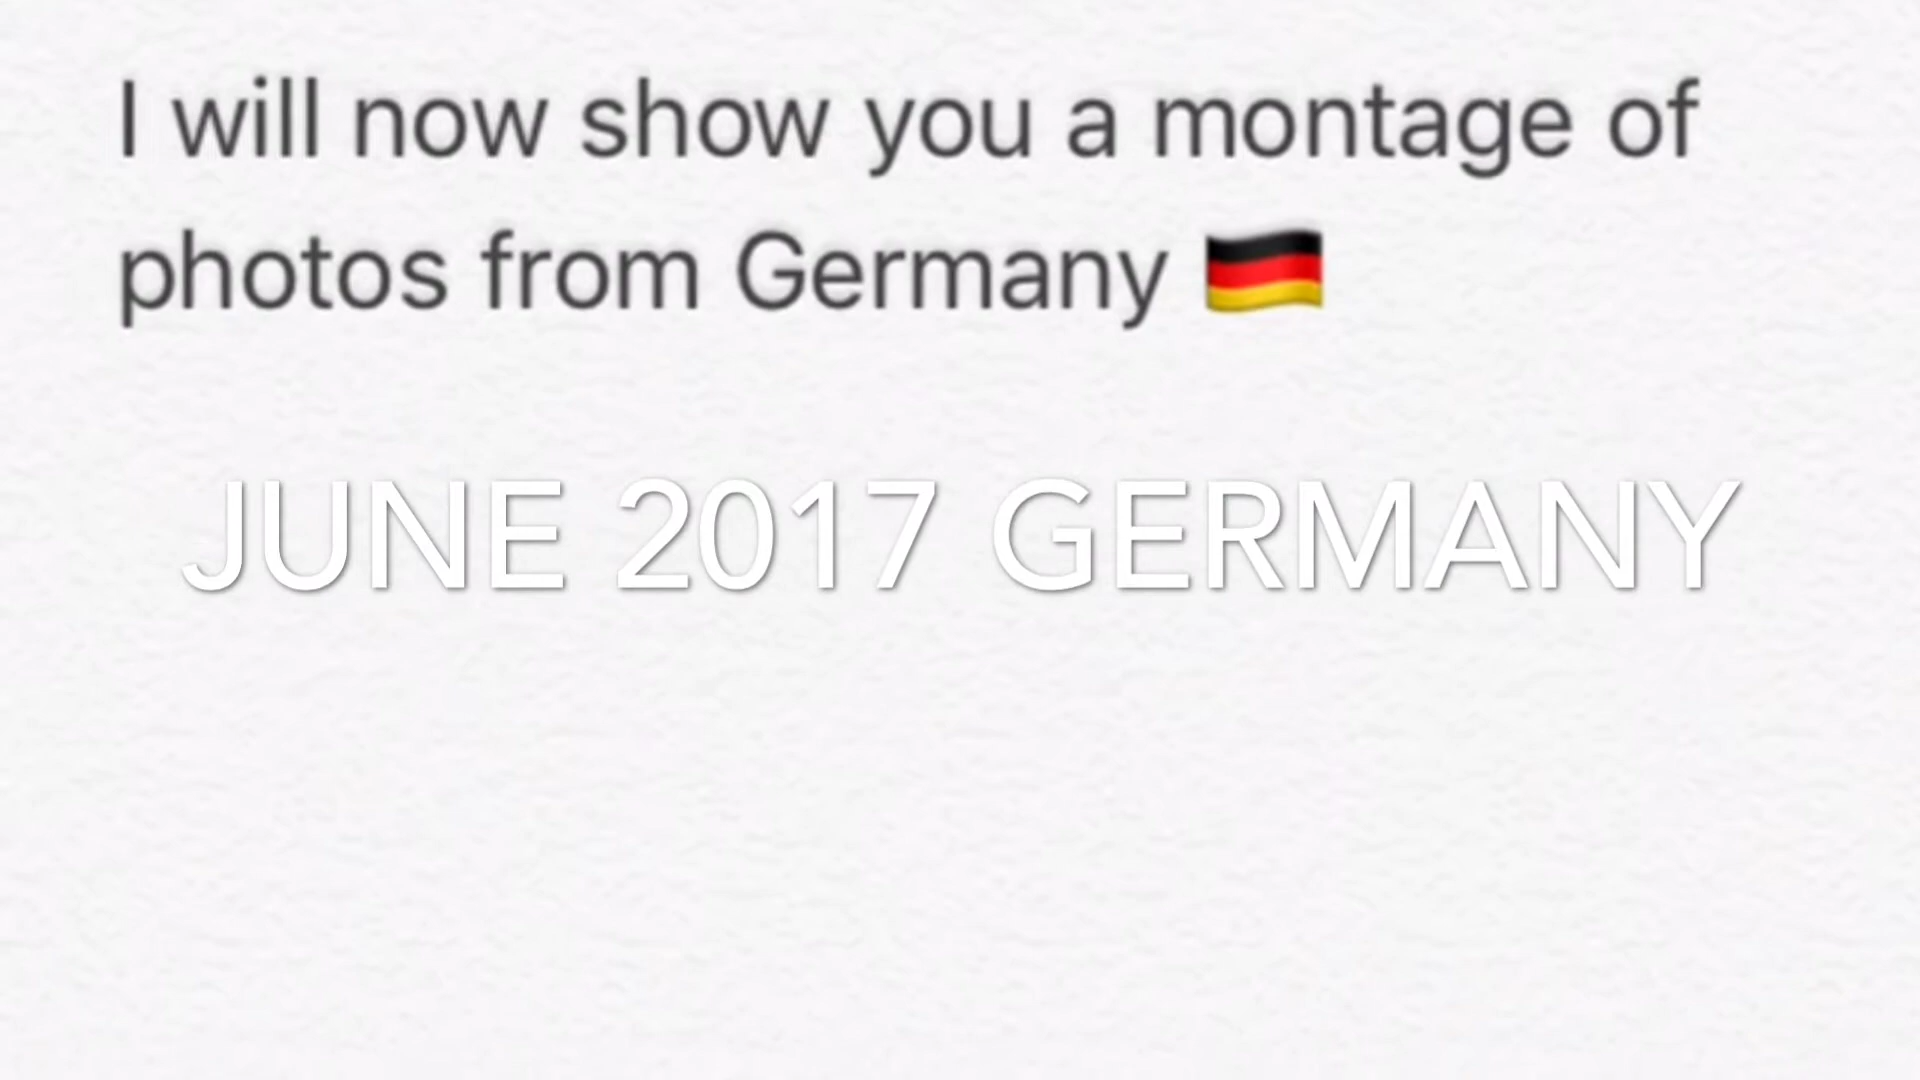 I will now show you a montage of
photos from Germany 🇩🇪
JUNE 2017 GERMANY